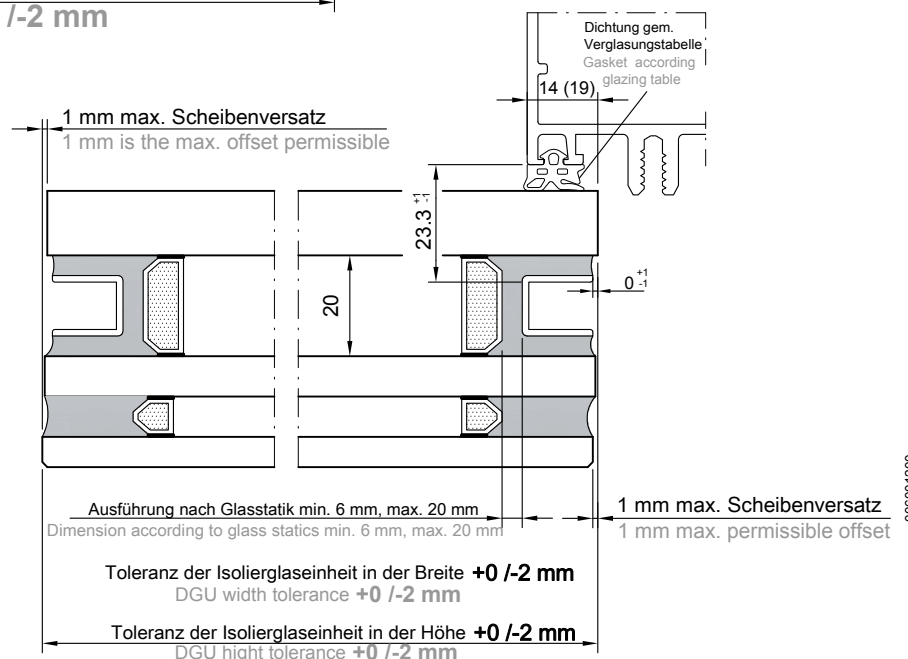 /-2 mm
Dichtung gem.
Verglasungstabelle
Gasket according
glazing table
14 (19)
1 mm max. Scheibenversatz
1 mm is the max. offset permissible
23.3 +1 -1
0 +1 -1
20
Ausführung nach Glasstatik min. 6 mm, max. 20 mm
Dimension according to glass statics min. 6 mm, max. 20 mm
1 mm max. Scheibenversatz
1 mm max. permissible offset
Toleranz der Isolierglaseinheit in der Breite +0 /-2 mm
DGU width tolerance +0 /-2 mm
Toleranz der Isolierglaseinheit in der Höhe +0 /-2 mm
DGU hight tolerance +0 /-2 mm